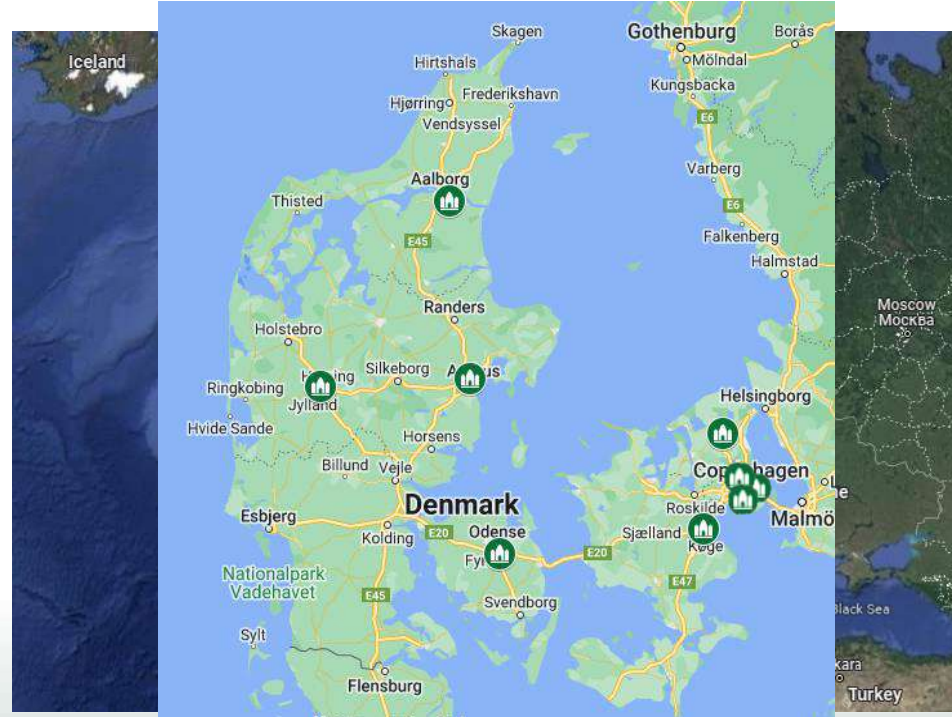 Iceland
Skagen
Gothenburg
Borås
Hirtshals
Mölndal
Kungsbacka
Hjørring
Frederikshavn
E6
Vendsyssel
Varberg
Aalborg
Thisted
E6
Falkenberg
E45
Halmstad
Moscow
Москва
Randers
Holstebro
Silkeborg
Ringkobing
Jylland
Helsingborg
Hvide Sande
Horsens
Billund
Vejle
Denmark
Roskilde
Malmö
Esbjerg
Kolding
E20
Odense
Sjælland
E20
Køge
Nationalpark
Vadehavet
E45
E47
Svendborg
Black Sea
Sylt
Flensburg
Turkey